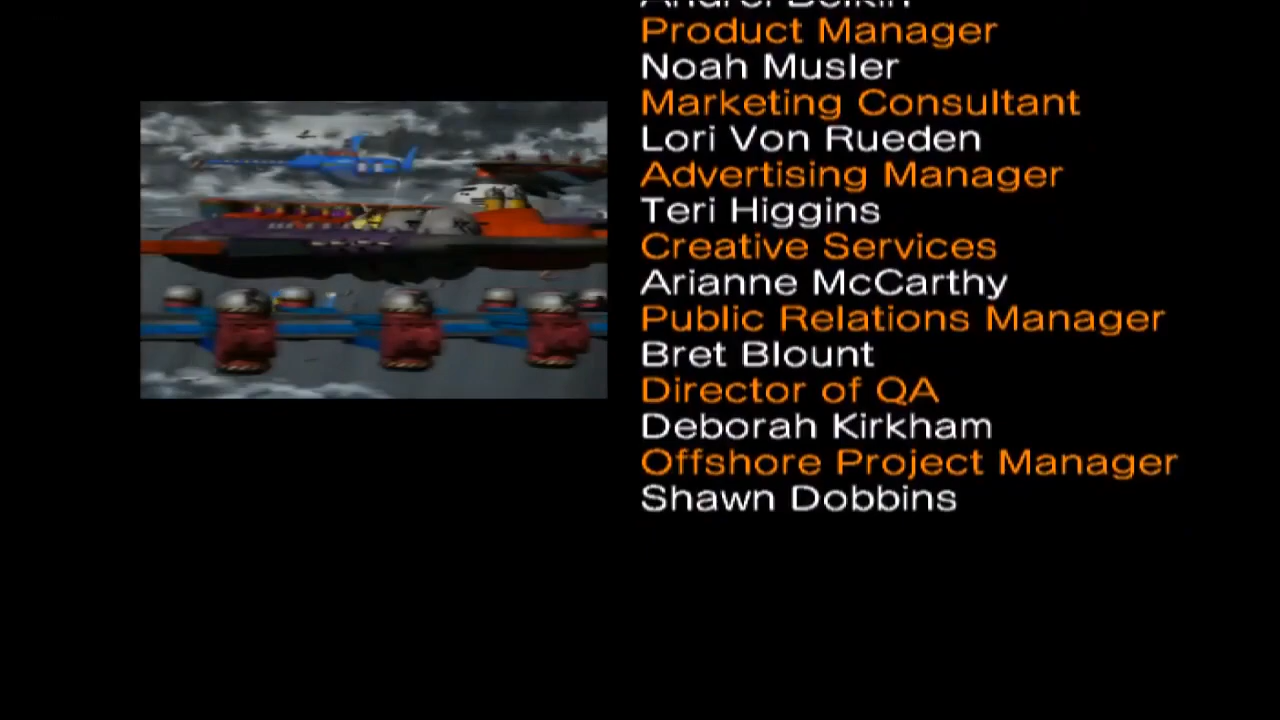 Product Manager
Noah Musler
Marketing Consultant
Lori Von Rueden
Advertising Manager
Teri Higgins
Creative Services
Arianne McCarthy
Public Relations Manager
Bret Blount
Director of QA
Deborah Kirkham
Offshore Project Manager
Shawn Dobbins